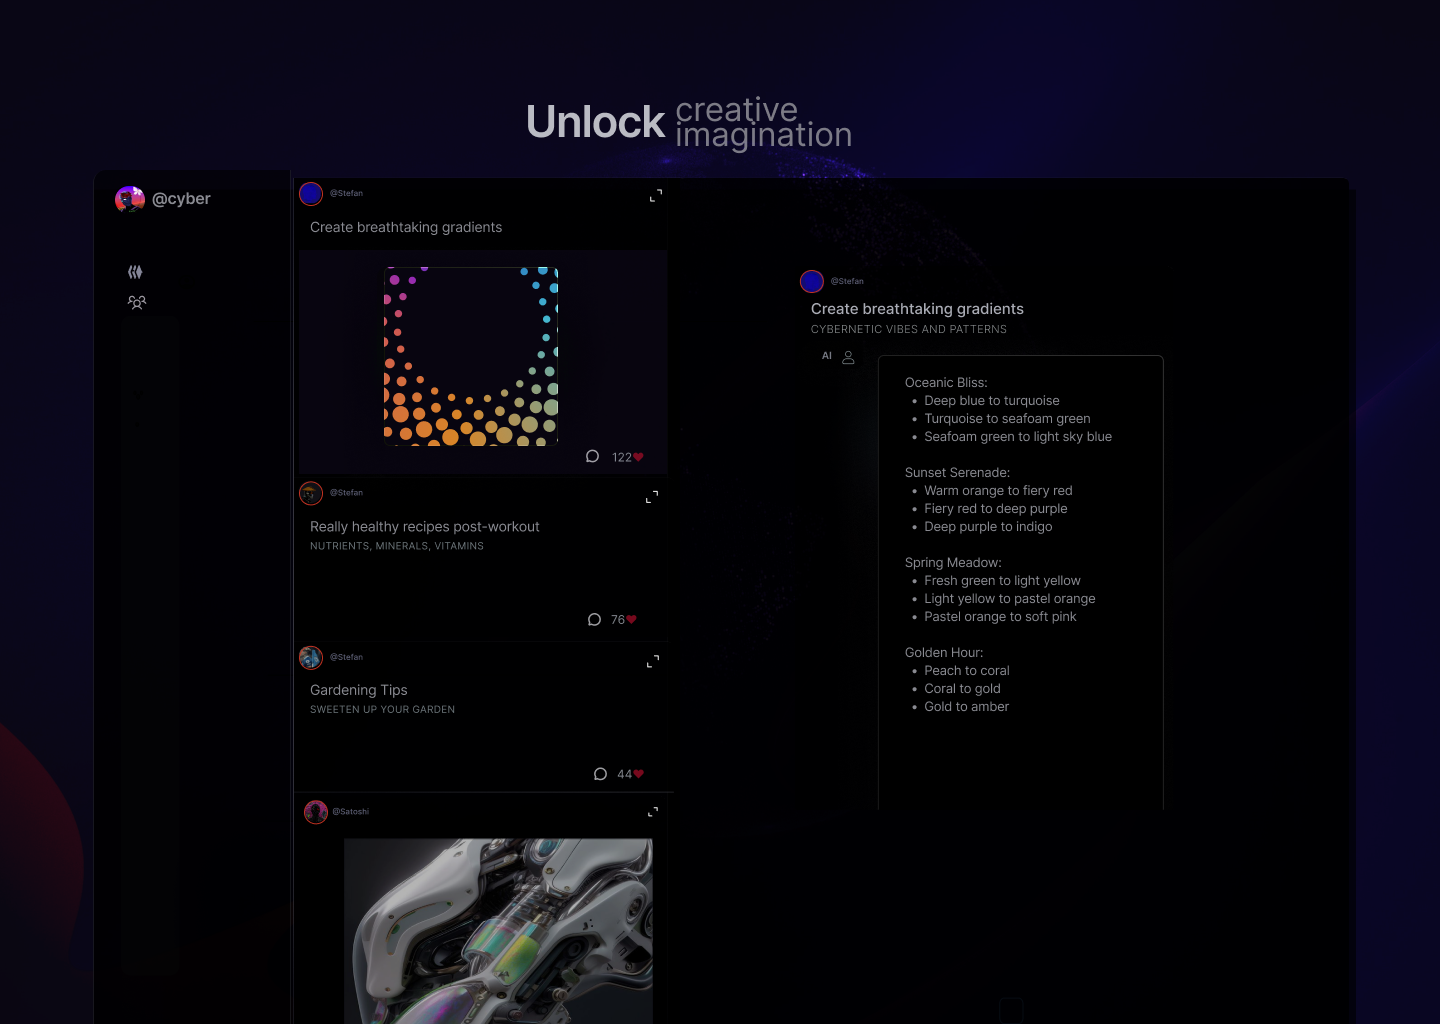 Unlock creative
imagination
@cyber
@Stefan
Create breathtaking gradients
122
@Stefan
Really healthy recipes post-workout
NUTRIENTS, MINERALS, VITAMINS
76
@Stefan
Gardening Tips
SWEETEN UP YOUR GARDEN
44
@Satoshi
@Stefan
Create breathtaking gradients
CYBERNETIC VIBES AND PATTERNS
AI
Oceanic Bliss:
• Deep blue to turquoise
• Turquoise to seafoam green
• Seafoam green to light sky blue
Sunset Serenade:
• Warm orange to fiery red
• Fiery red to deep purple
• Deep purple to indigo
Spring Meadow:
• Fresh green to light yellow
• Light yellow to pastel orange
• Pastel orange to soft pink
Golden Hour:
• Peach to coral
• Coral to gold
• Gold to amber